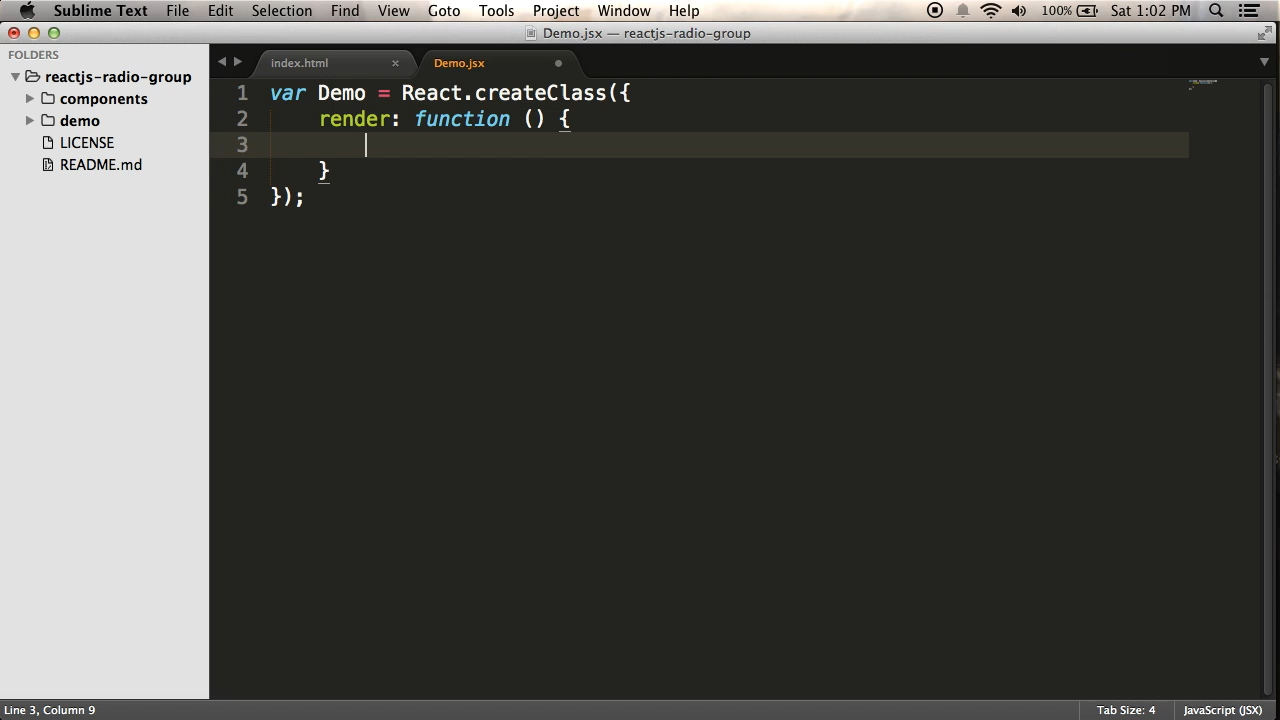 Sublime Text File Edit Selection Find View Goto Tools Project Window Help 100% Sat 1:02 PM
Demo.jsx — reactjs-radio-group
FOLDERS
reactjs-radio-group
components
demo
LICENSE
README.md
index.html × Demo.jsx
1 var Demo = React.createClass({
2     render: function () {
3
4     }
5 });
Line 3, Column 9 Tab Size: 4 JavaScript (JSX)